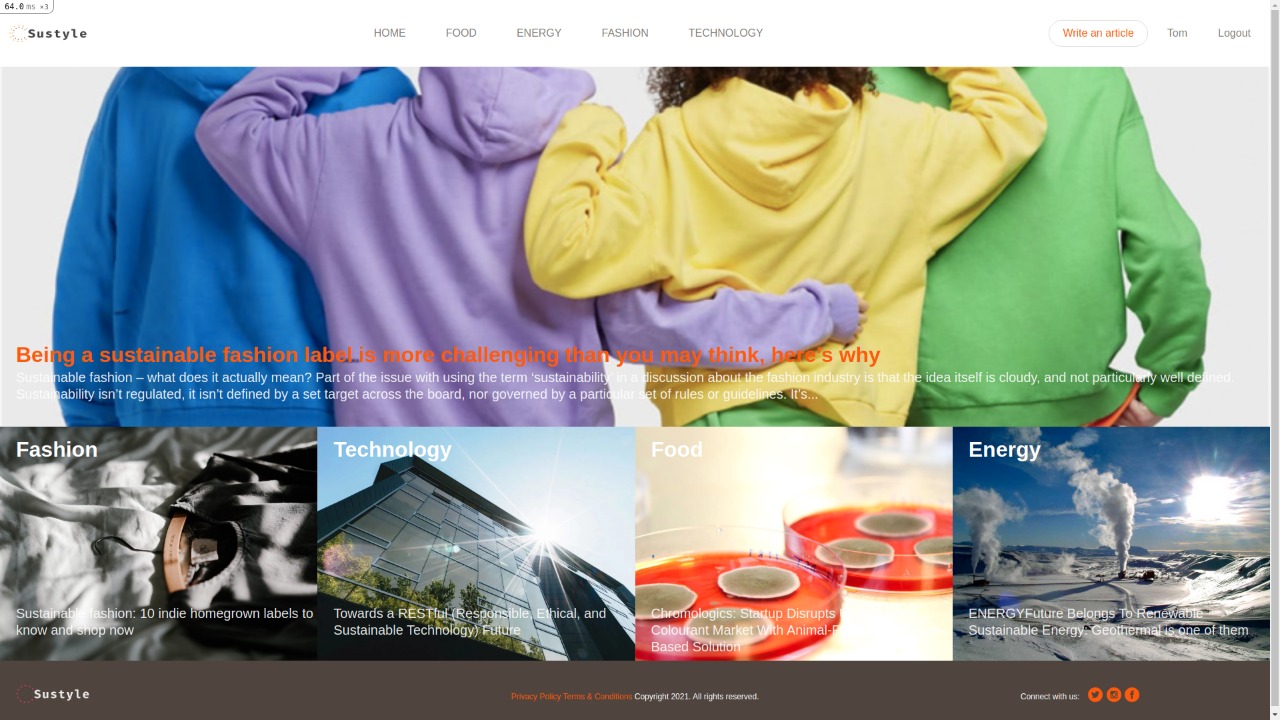 64.0 ms ×3
Sustyle
HOME
FOOD
ENERGY
FASHION
TECHNOLOGY
Write an article
Tom
Logout
Being a sustainable fashion label is more challenging than you may think, here's why
Sustainable fashion – what does it actually mean? Part of the issue with using the term ‘sustainability’ in a discussion about the fashion industry is that the idea itself is cloudy, and not particularly well defined.
Sustainability isn’t regulated, it isn’t defined by a set target across the board, nor governed by a particular set of rules or guidelines. It’s...
Fashion
Sustainable fashion: 10 indie homegrown labels to
know and shop now
Technology
Towards a RESTful (Responsible, Ethical, and
Sustainable Technology) Future
Food
Chromologics: Startup Disrupts
Colourant Market With Animal-
Based Solution
Energy
ENERGYFuture Belongs To Renewable
Sustainable Energy: Geothermal is one of them
Sustyle
Privacy Policy Terms & Conditions Copyright 2021. All rights reserved.
Connect with us: